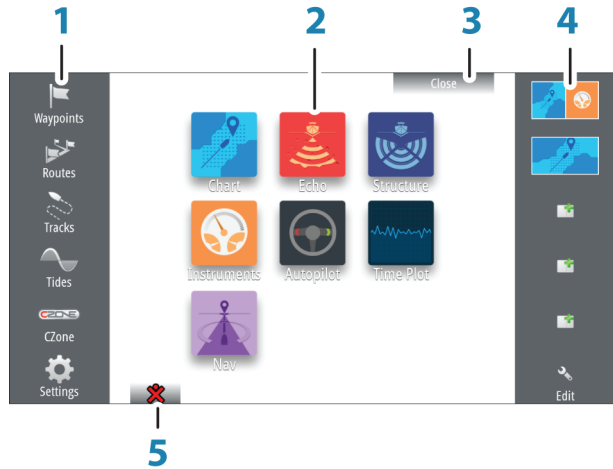 1
2
3
4
Close
Waypoints
Routes
Tracks
Tides
CZONE
CZone
Settings
Chart
Echo
Structure
Instruments
Autopilot
Time Plot
Nav
Edit
5